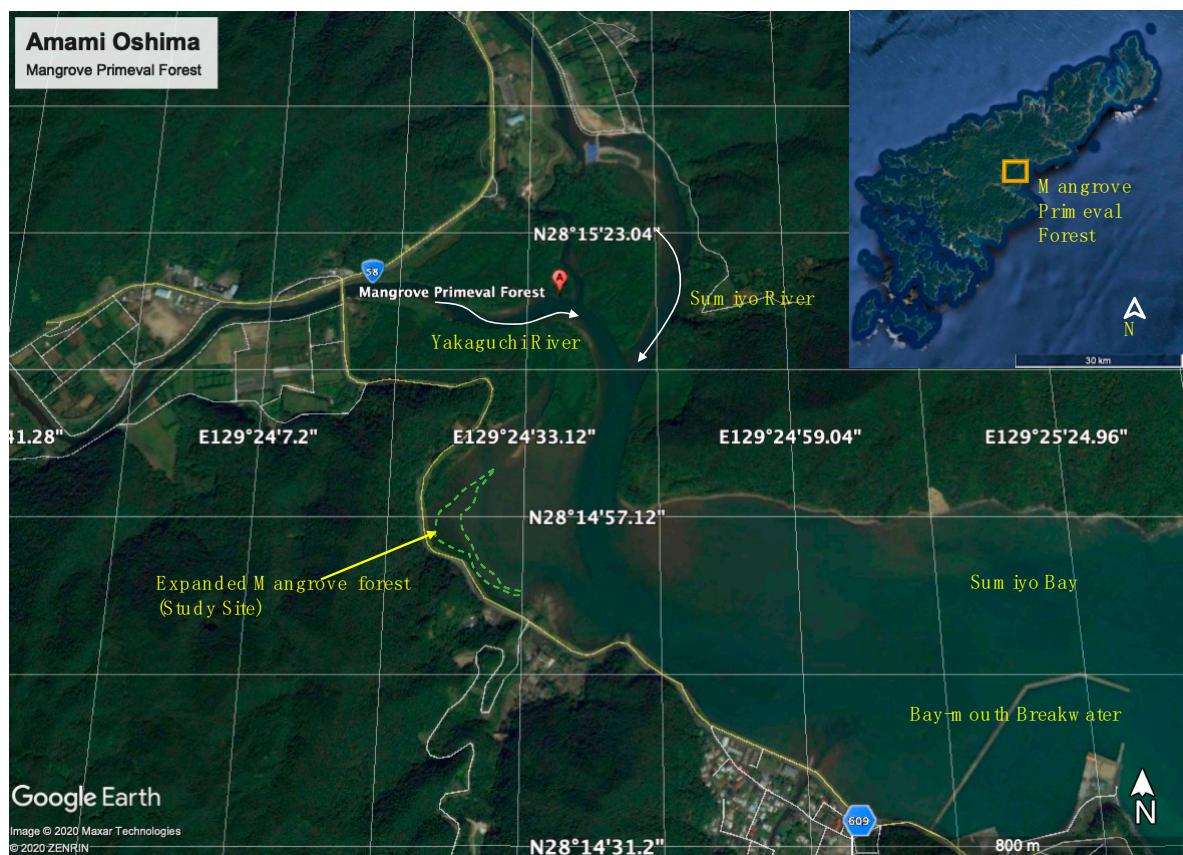 Amami Oshima
Mangrove Primeval Forest
Mangrove
Primeval
Forest
N
30 km
N28°15'23.04"
58
A
Mangrove Primeval Forest
Sumiyo River
Yakaguchi River
41.28"
E129°24'7.2"
E129°24'33.12"
E129°24'59.04"
E129°25'24.96"
N28°14'57.12"
Expanded Mangrove forest
(Study Site)
Sumiyo Bay
Bay-mouth Breakwater
Google Earth
N
609
Image © 2020 Maxar Technologies
© 2020 ZENRIN
N28°14'31.2"
800 m